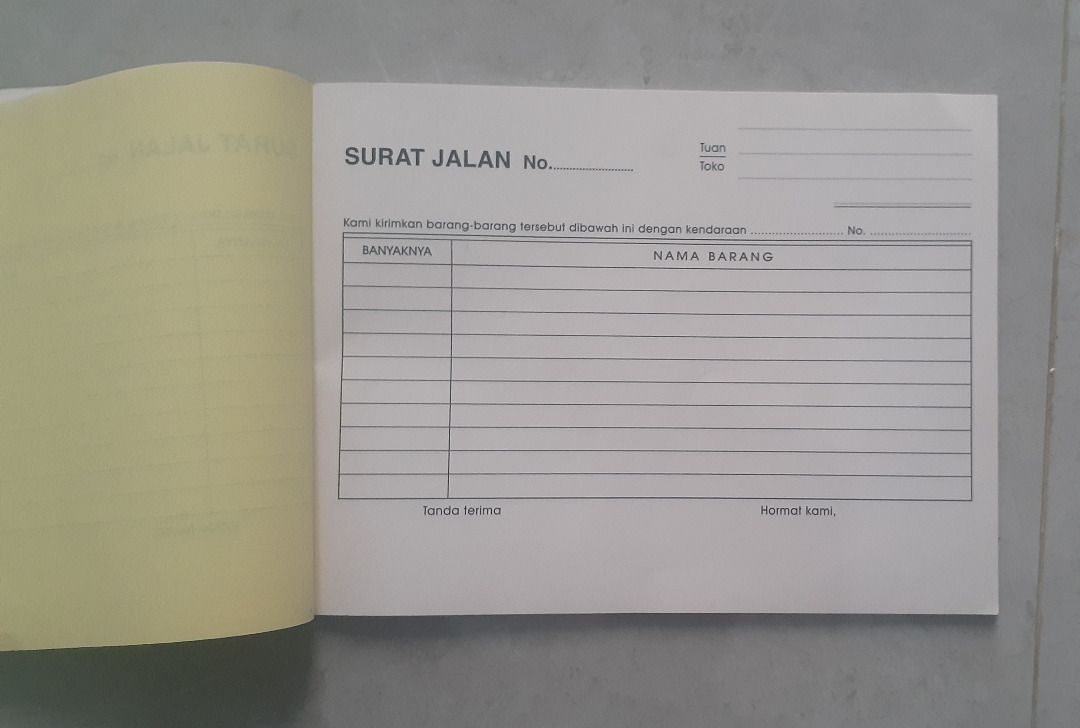 SURAT JALAN No..........................
Tuan
Toko
Kami kirimkan barang-barang tersebut dibawah ini dengan kendaraan ........................ No. ..........................
BANYAKNYA NAMA BARANG
Tanda terima Hormat kami,